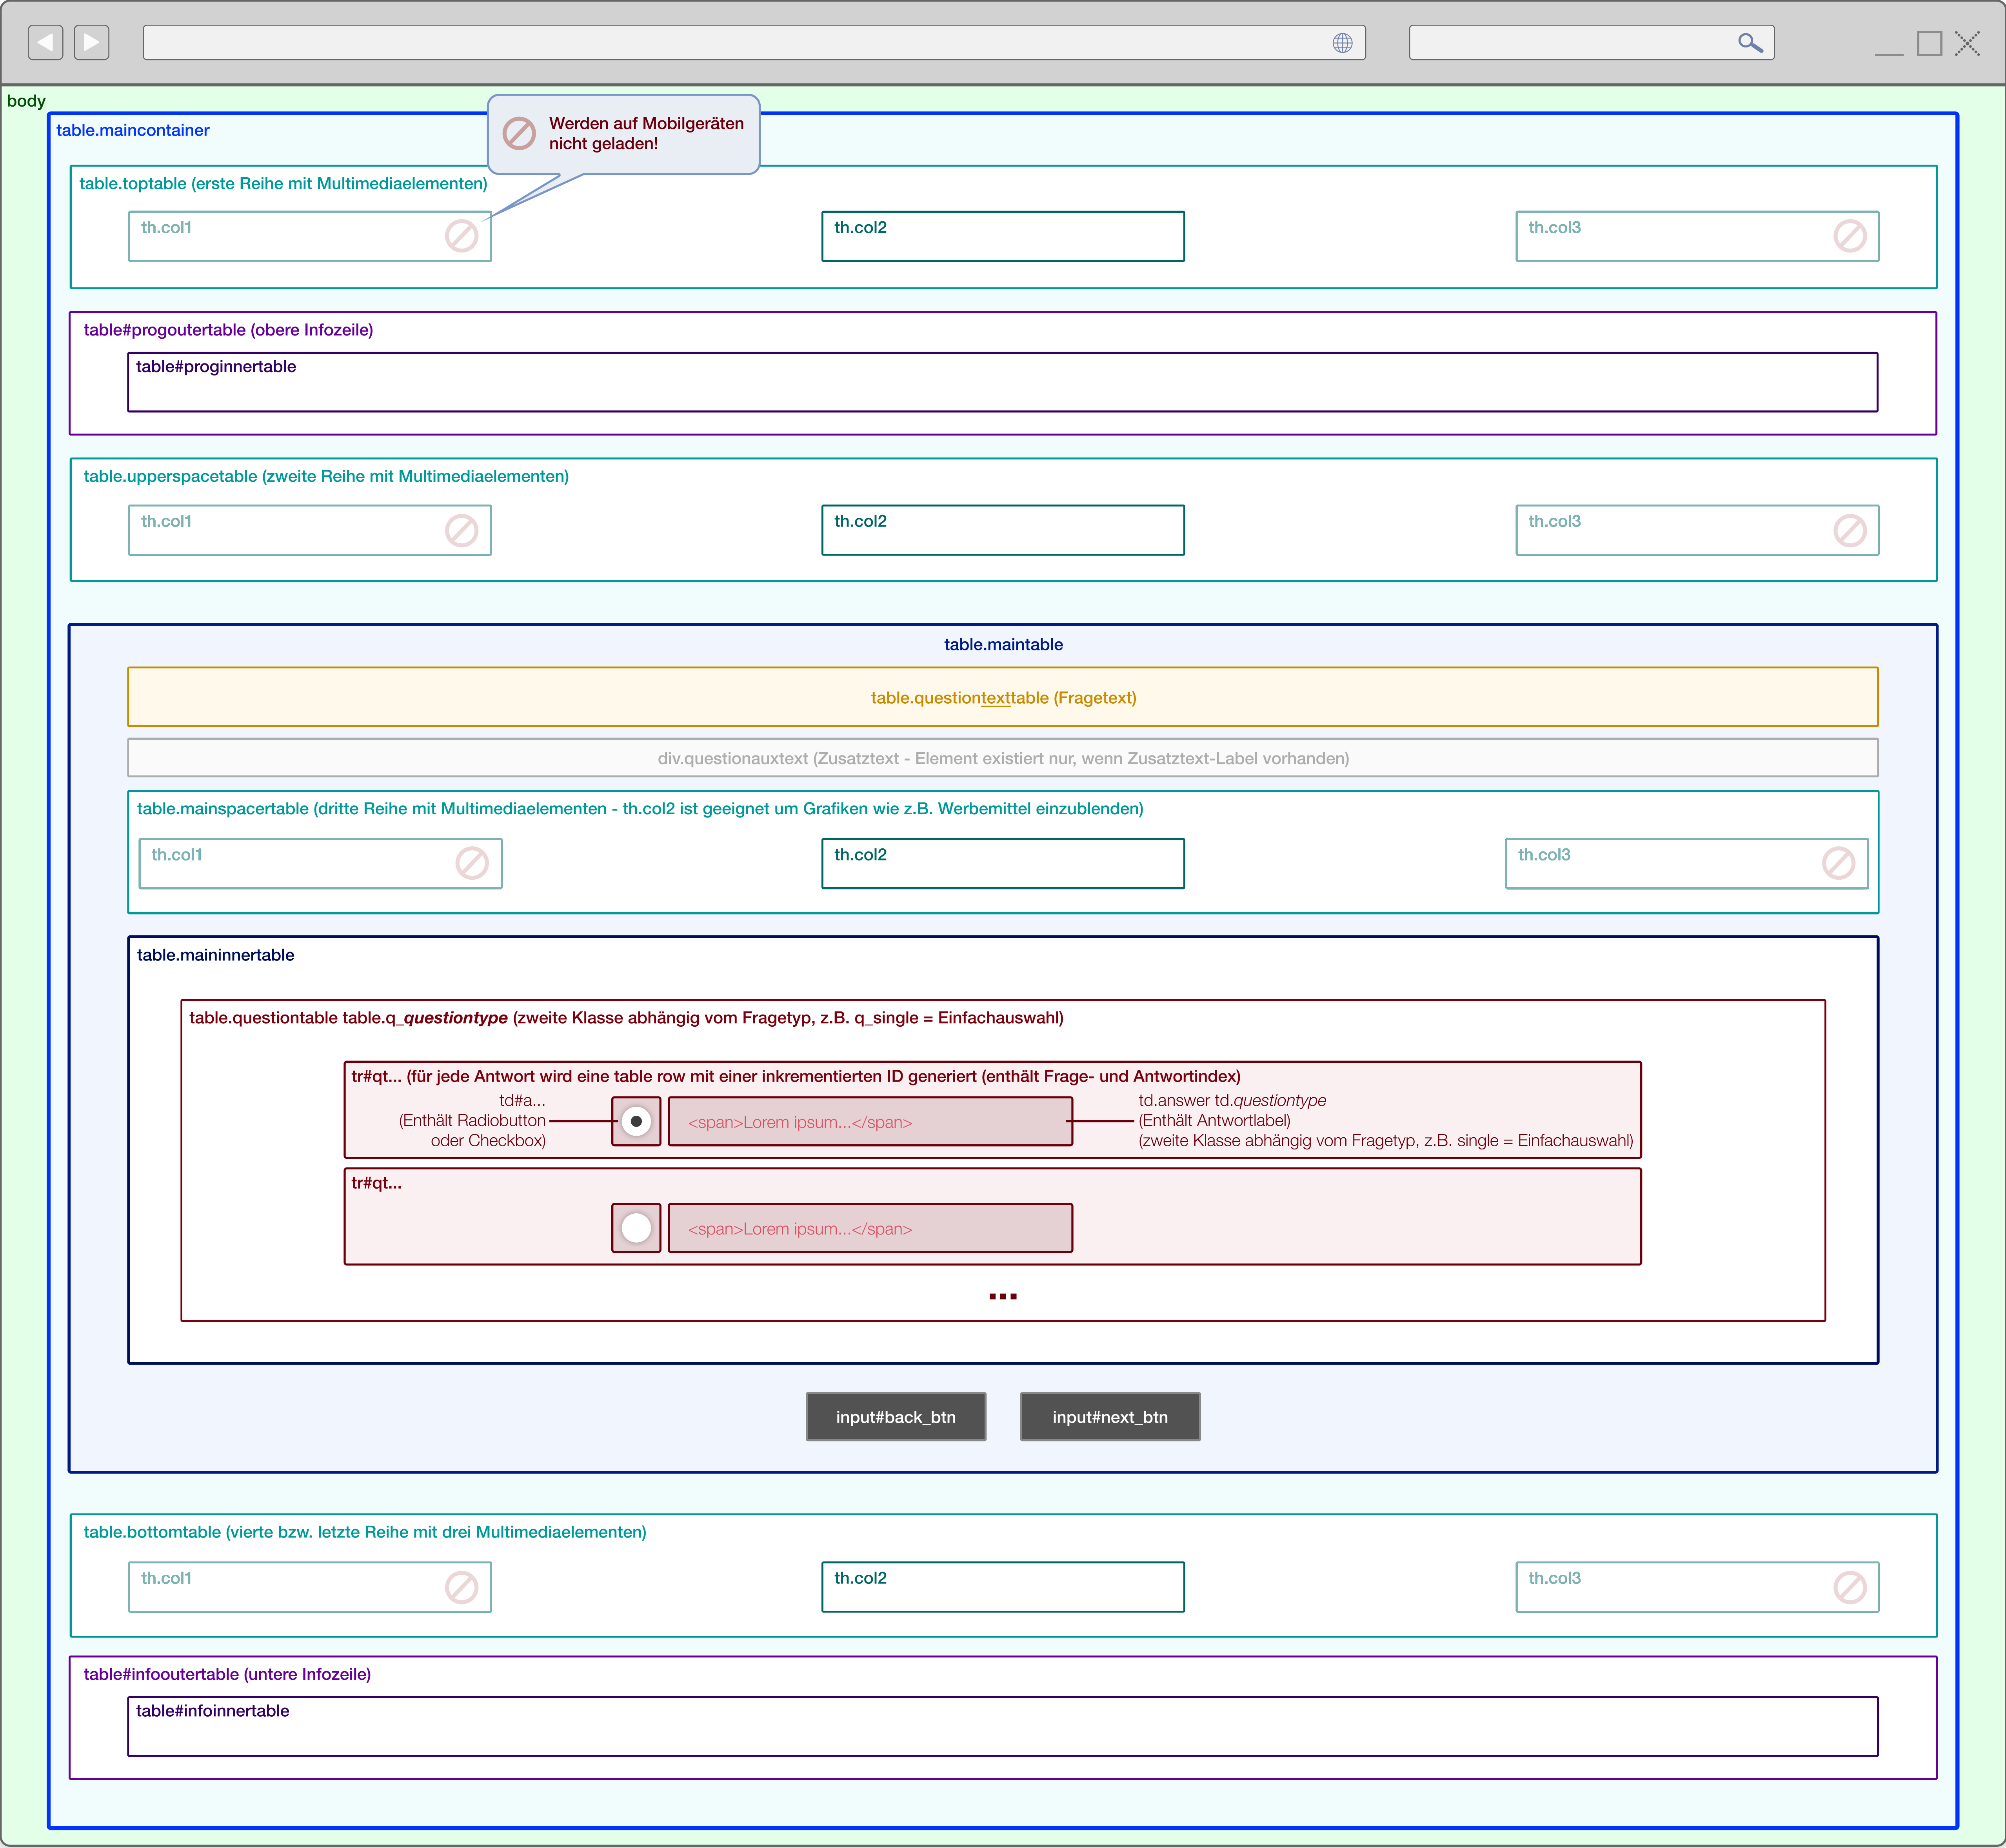 body
table.maincontainer
Werden auf Mobilgeräten
nicht geladen!
table.toptable (erste Reihe mit Multimediaelementen)
th.col1
th.col2
th.col3
table#progoutertable (obere Infozeile)
table#proginnertable
table.upperspacetable (zweite Reihe mit Multimediaelementen)
th.col1
th.col2
th.col3
table.maintable
table.questiontexttable (Fragetext)
div.questionauxtext (Zusatztext - Element existiert nur, wenn Zusatztext-Label vorhanden)
table.mainspacertable (dritte Reihe mit Multimediaelementen - th.col2 ist geeignet um Grafiken wie z.B. Werbemittel einzublenden)
th.col1
th.col2
th.col3
table.maininnertable
table.questiontable table.q_questiontype (zweite Klasse abhängig vom Fragetyp, z.B. q_single = Einfachauswahl)
tr#qt... (für jede Antwort wird eine table row mit einer inkrementierten ID generiert (enthält Frage- und Antwortindex)
td#a...
(Enthält Radiobutton
oder Checkbox)
<span>Lorem ipsum...</span>
td.answer td.questiontype
(Enthält Antwortlabel)
(zweite Klasse abhängig vom Fragetyp, z.B. single = Einfachauswahl)
tr#qt...
<span>Lorem ipsum...</span>
...
input#back_btn
input#next_btn
table.bottomtable (vierte bzw. letzte Reihe mit drei Multimediaelementen)
th.col1
th.col2
th.col3
table#infooutertable (untere Infozeile)
table#infoinnertable